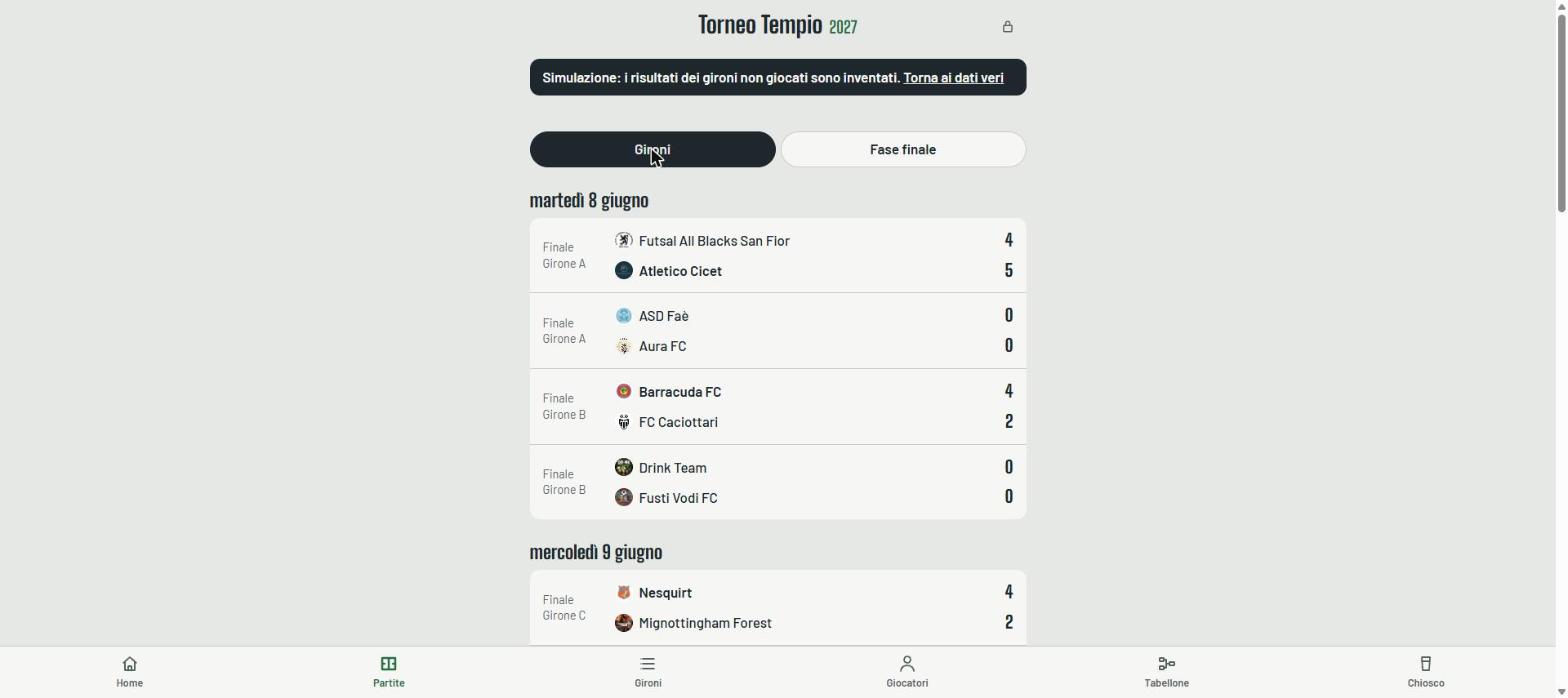 Torneo Tempio 2027
Simulazione: i risultati dei gironi non giocati sono inventati. Torna ai dati veri
Gironi
Fase finale
martedì 8 giugno
Finale
Girone A
Futsal All Blacks San Fior 4
Atletico Cicet 5
Finale
Girone A
ASD Faè 0
Aura FC 0
Finale
Girone B
Barracuda FC 4
FC Caciottari 2
Finale
Girone B
Drink Team 0
Fusti Vodi FC 0
mercoledì 9 giugno
Finale
Girone C
Nesquirt 4
Mignottingham Forest 2
Home
Partite
Gironi
Giocatori
Tabellone
Chiosco